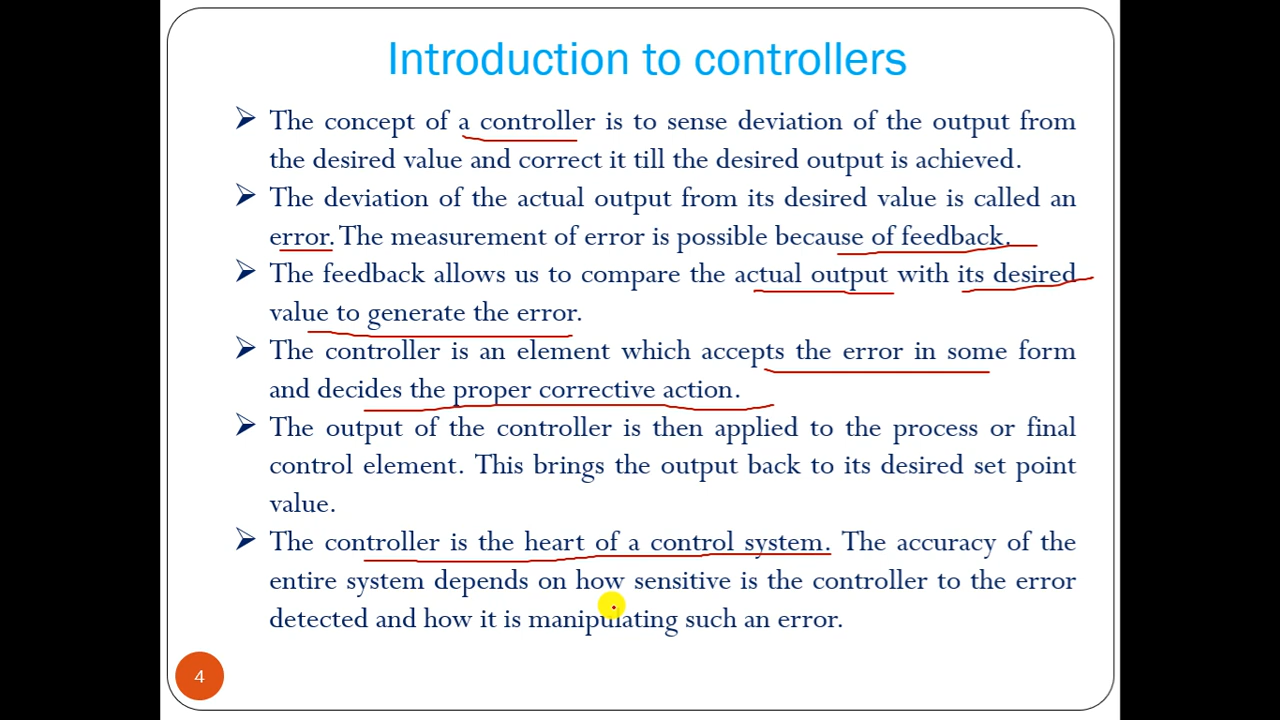 Introduction to controllers
The concept of a controller is to sense deviation of the output from
the desired value and correct it till the desired output is achieved.
The deviation of the actual output from its desired value is called an
error. The measurement of error is possible because of feedback.
The feedback allows us to compare the actual output with its desired
value to generate the error.
The controller is an element which accepts the error in some form
and decides the proper corrective action.
The output of the controller is then applied to the process or final
control element. This brings the output back to its desired set point
value.
The controller is the heart of a control system. The accuracy of the
entire system depends on how sensitive is the controller to the error
detected and how it is manipulating such an error.
4